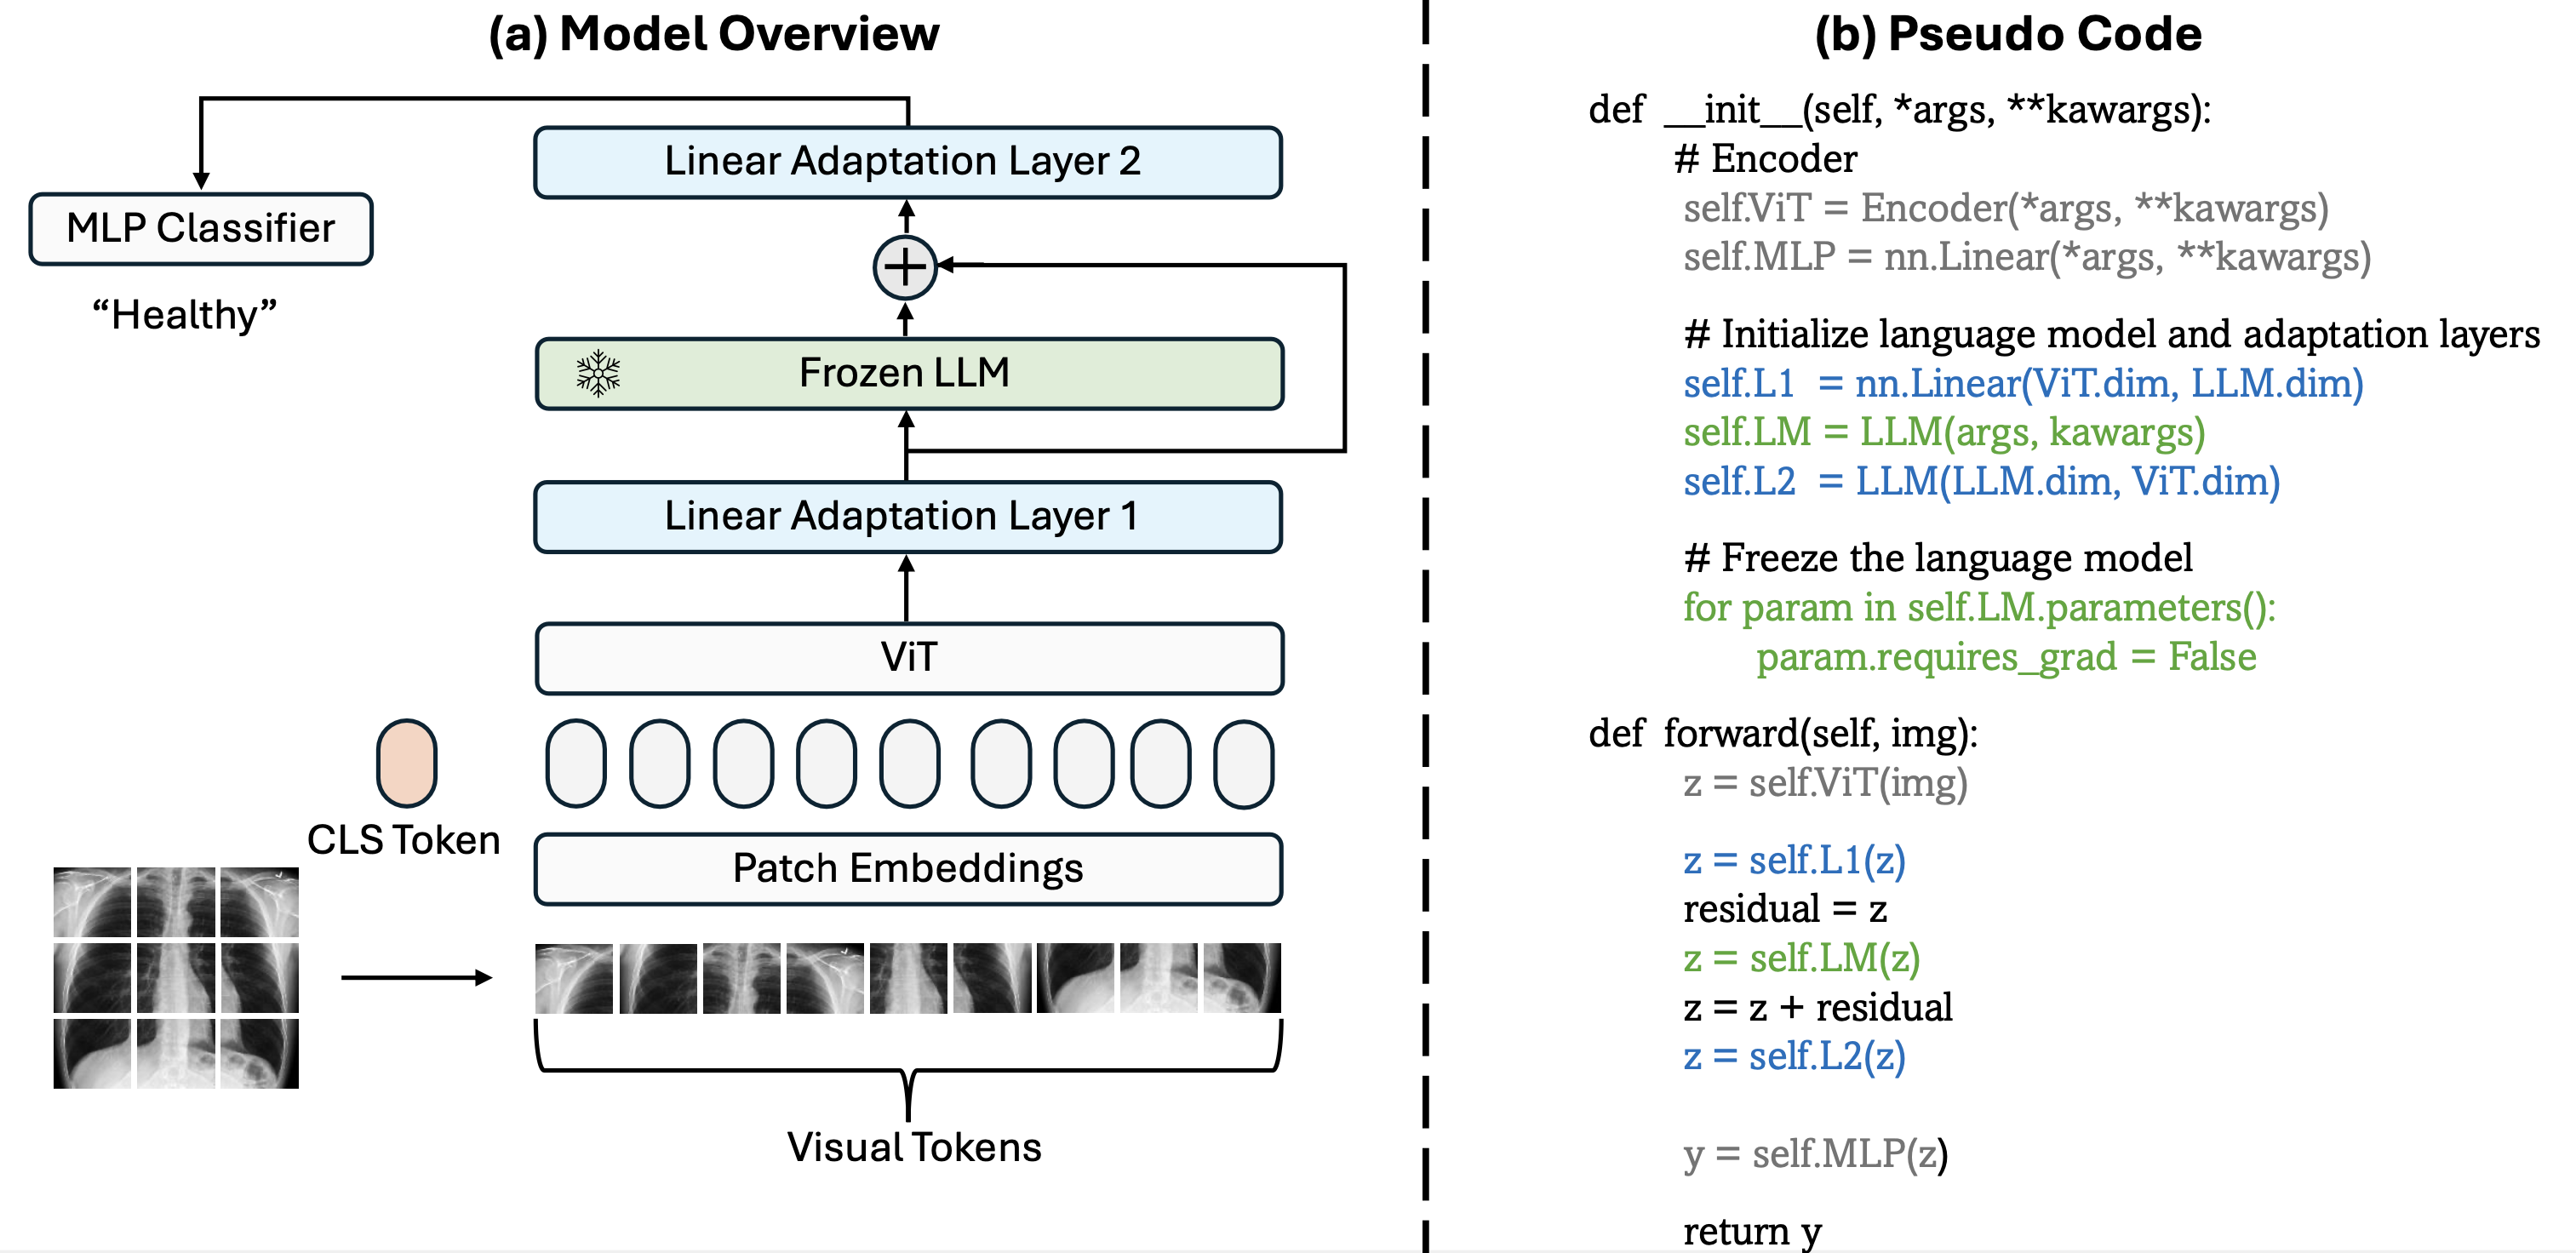 (a) Model Overview
Linear Adaptation Layer 2
MLP Classifier
“Healthy”
Frozen LLM
Linear Adaptation Layer 1
ViT
CLS Token
Patch Embeddings
Visual Tokens
(b) Pseudo Code
def __init__(self, *args, **kawargs):
# Encoder
self.ViT = Encoder(*args, **kawargs)
self.MLP = nn.Linear(*args, **kawargs)
# Initialize language model and adaptation layers
self.L1 = nn.Linear(ViT.dim, LLM.dim)
self.LM = LLM(args, kawargs)
self.L2 = LLM(LLM.dim, ViT.dim)
# Freeze the language model
for param in self.LM.parameters():
param.requires_grad = False
def forward(self, img):
z = self.ViT(img)
z = self.L1(z)
residual = z
z = self.LM(z)
z = z + residual
z = self.L2(z)
y = self.MLP(z)
return y